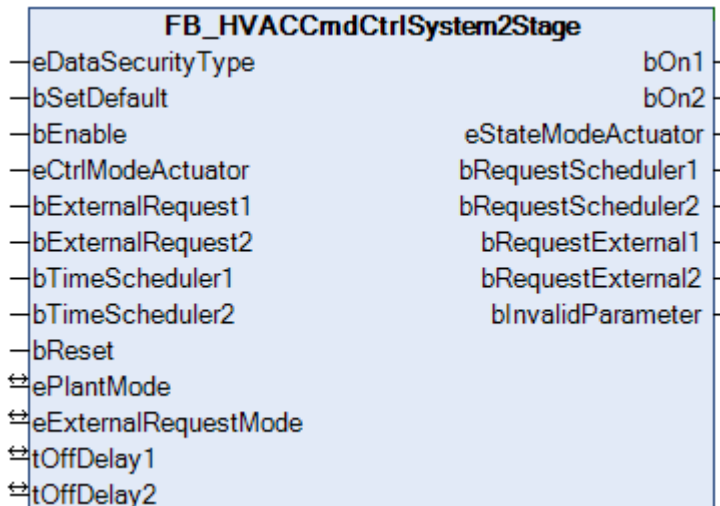 FB_HVACCmdCtrlSystem2Stage
eDataSecurityType bOn1
bSetDefault bOn2
bEnable eStateModeActuator
eCtrlModeActuator bRequestScheduler1
bExternalRequest1 bRequestScheduler2
bExternalRequest2 bRequestExternal1
bTimeScheduler1 bRequestExternal2
bTimeScheduler2 bInvalidParameter
bReset
ePlantMode
eExternalRequestMode
tOffDelay1
tOffDelay2